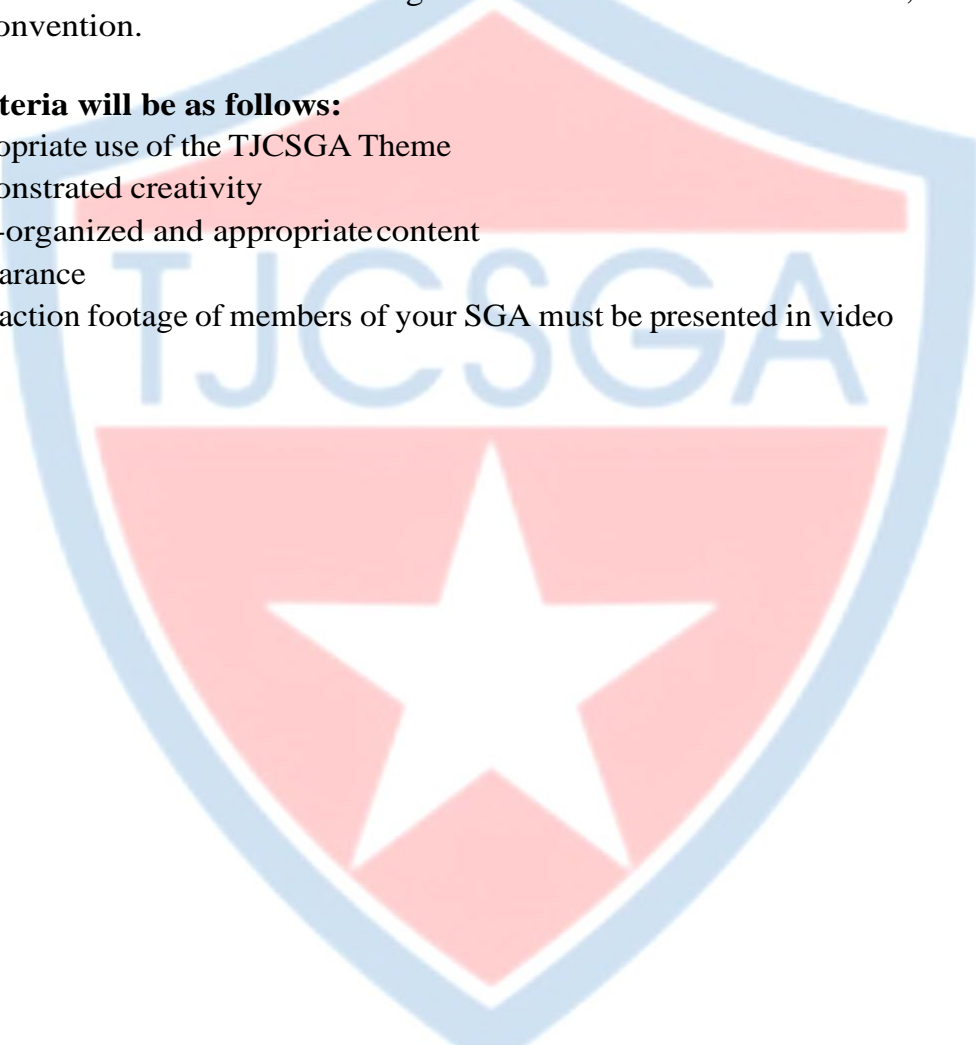 onvention.
teria will be as follows:
opriate use of the TJCSGA Theme
onstrated creativity
-organized and appropriate content
arance
action footage of members of your SGA must be presented in video
TJCSGA